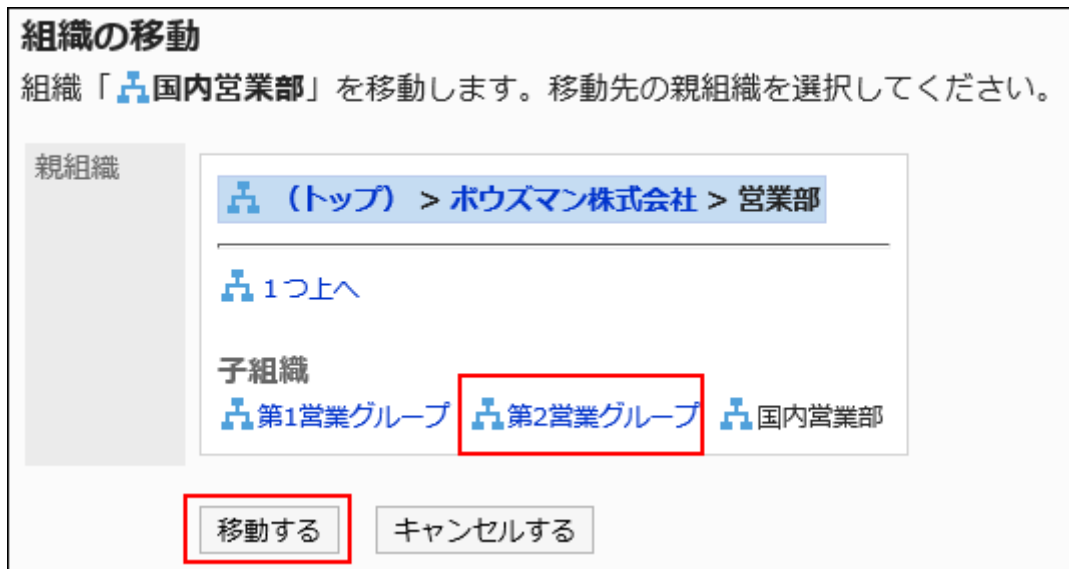 組織の移動
組織「国内営業部」を移動します。移動先の親組織を選択してください。
親組織
（トップ） > ボウズマン株式会社 > 営業部
1つ上へ
子組織
第1営業グループ 第2営業グループ 国内営業部
移動する キャンセルする